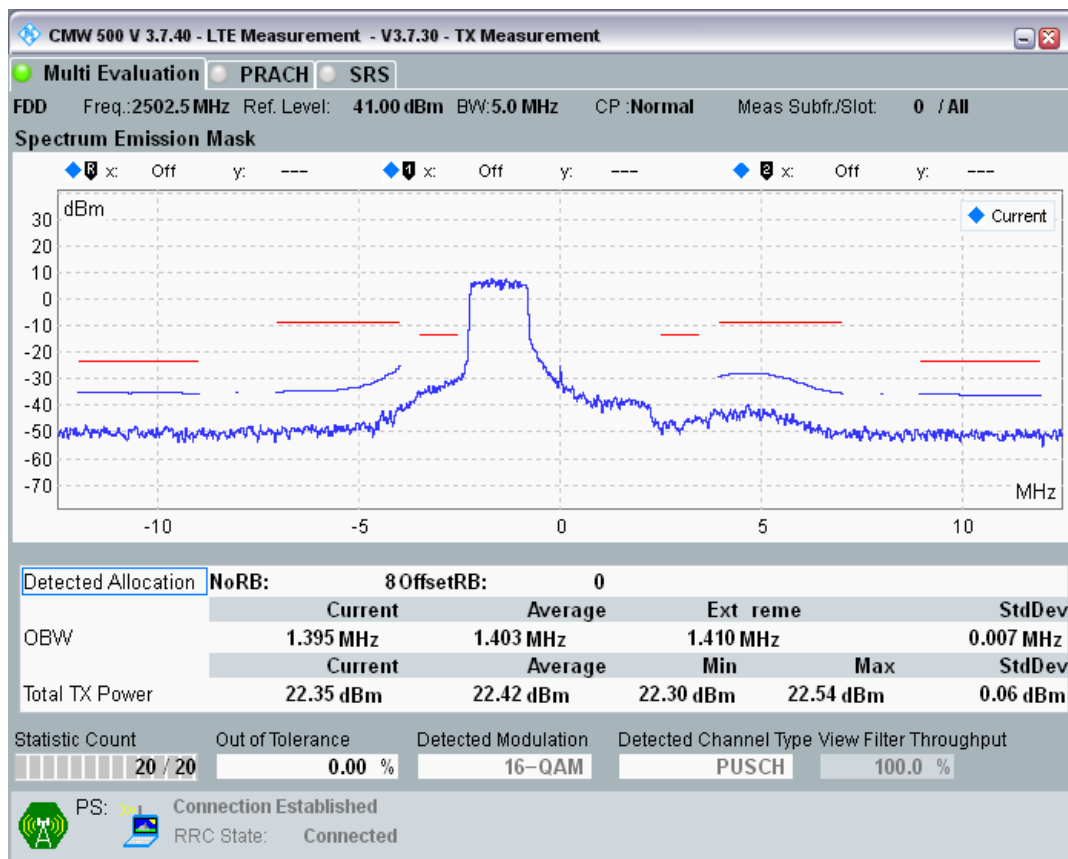 CMW 500 V 3.7.40 - LTE Measurement - V3.7.30 - TX Measurement
Multi Evaluation PRACH SRS
FDD Freq.:2502.5 MHz Ref. Level: 41.00 dBm BW:5.0 MHz CP :Normal Meas Subfr./Slot: 0 / All
Spectrum Emission Mask
R x: Off y: --- 1 x: Off y: --- 2 x: Off y: ---
dBm
Current
30
20
10
0
-10
-20
-30
-40
-50
-60
-70
MHz
-10 -5 0 5 10
Detected Allocation NoRB: 8 OffsetRB: 0
Current Average Ext reme StdDev
OBW 1.395 MHz 1.403 MHz 1.410 MHz 0.007 MHz
Current Average Min Max StdDev
Total TX Power 22.35 dBm 22.42 dBm 22.30 dBm 22.54 dBm 0.06 dBm
Statistic Count Out of Tolerance Detected Modulation Detected Channel Type View Filter Throughput
20 / 20 0.00 % 16-QAM PUSCH 100.0 %
PS: Connection Established
RRC State: Connected